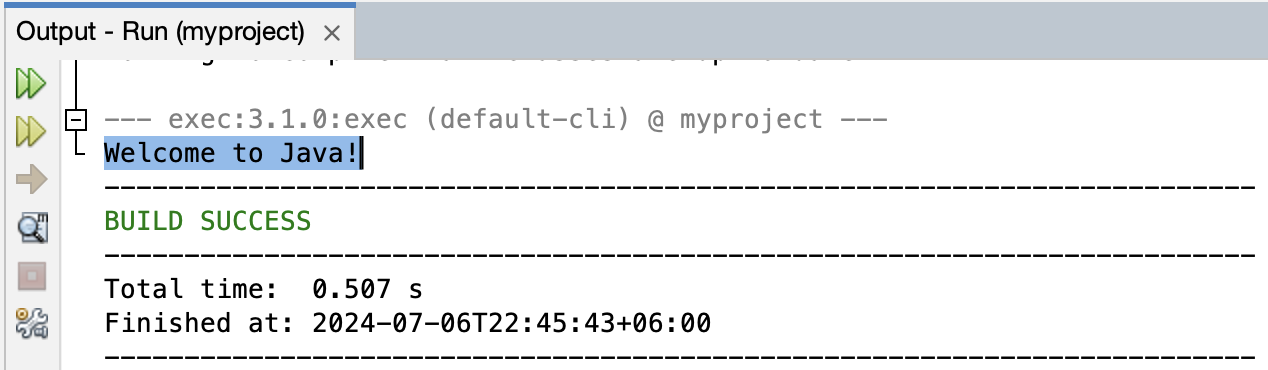 Output - Run (myproject)
--- exec:3.1.0:exec (default-cli) @ myproject ---
Welcome to Java!
------------------------------------------------------------------------
BUILD SUCCESS
------------------------------------------------------------------------
Total time:  0.507 s
Finished at: 2024-07-06T22:45:43+06:00
------------------------------------------------------------------------